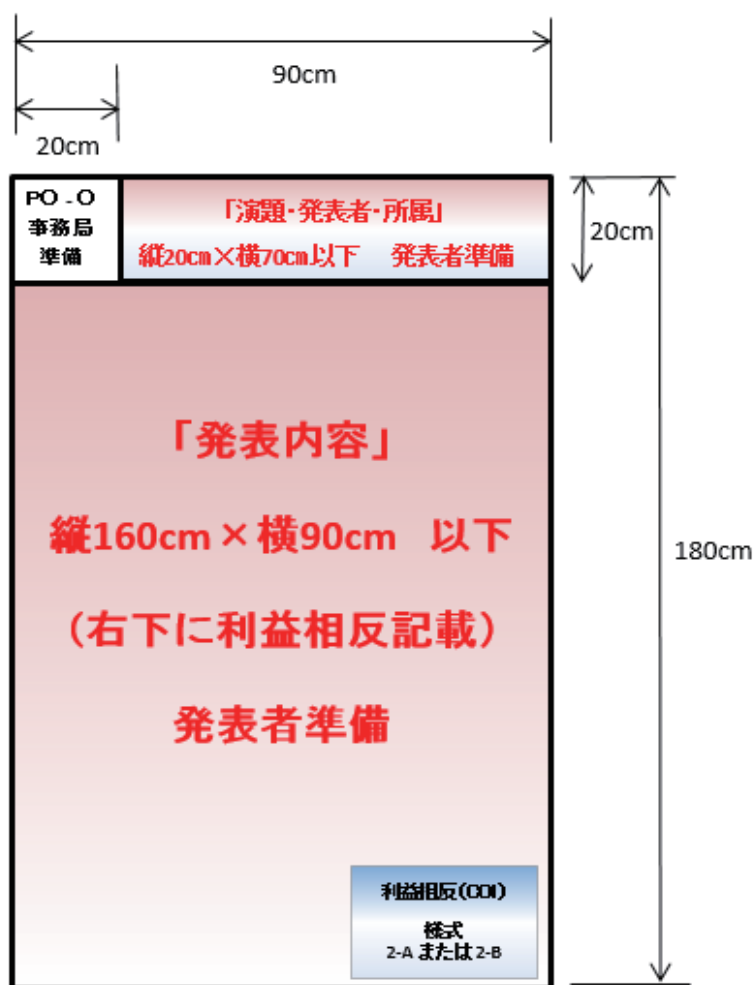 90cm
20cm
PO-O
事務局
準備
「演題・発表者・所属」
縦20cm×横70cm以下 発表者準備
20cm
「発表内容」
縦160cm×横90cm 以下
(右下に利益相反記載)
発表者準備
180cm
利益相反(COI)
様式
2-Aまたは2-B